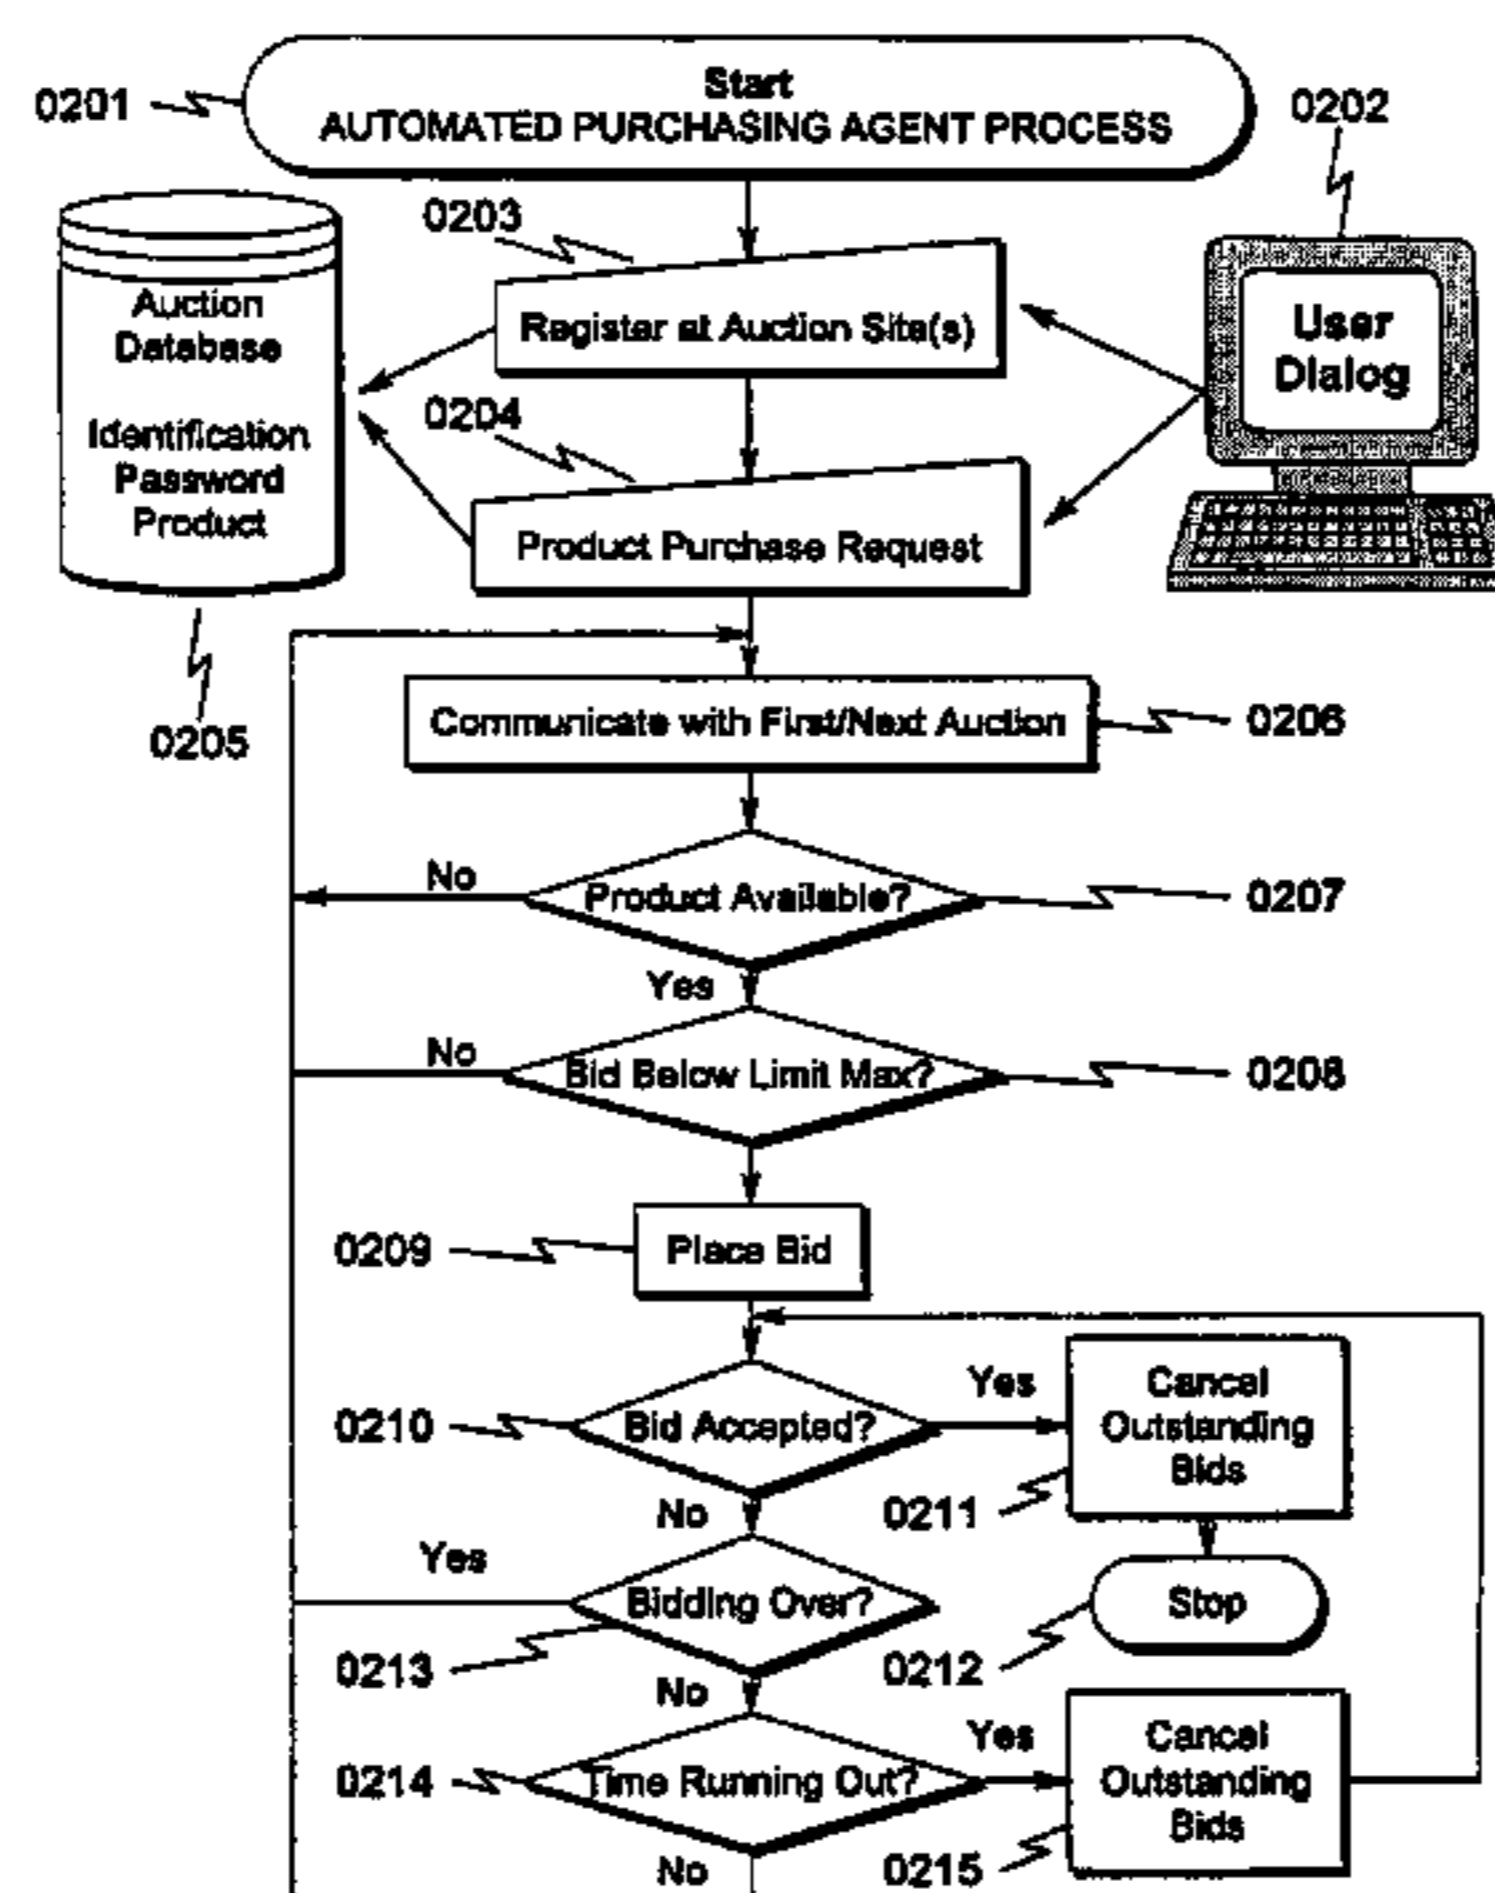 Start
AUTOMATED PURCHASING AGENT PROCESS
0201
0202
0203
Register at Auction Site(s)
User
Dialog
Auction
Database
Identification
Password
Product
0204
Product Purchase Request
0205
Communicate with First/Next Auction
0206
No
Product Available?
0207
Yes
No
Bid Below Limit Max?
0208
0209
Place Bid
0210
Bid Accepted?
Yes
Cancel
Outstanding
Bids
0211
No
Yes
Bidding Over?
Stop
0213
0212
No
0214
Time Running Out?
Yes
Cancel
Outstanding
Bids
0215
No